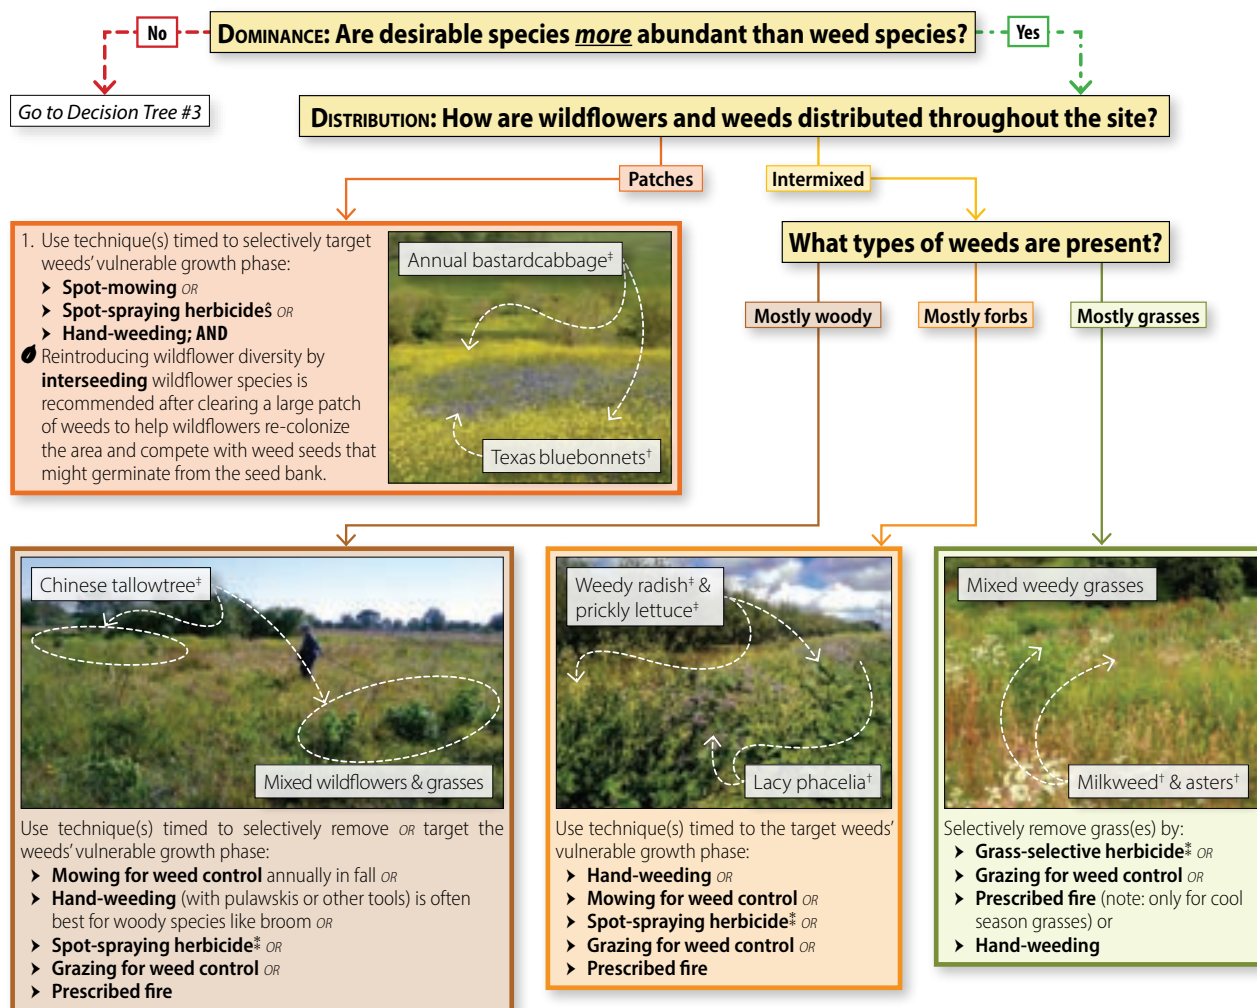 No
DOMINANCE: Are desirable species more abundant than weed species?
Yes
Go to Decision Tree #3
DISTRIBUTION: How are wildflowers and weeds distributed throughout the site?
Patches
Intermixed
1. Use technique(s) timed to selectively target
weeds' vulnerable growth phase:
➤ Spot-mowing OR
➤ Spot-spraying herbicideŝ OR
➤ Hand-weeding; AND
Reintroducing wildflower diversity by
interseeding wildflower species is
recommended after clearing a large patch
of weeds to help wildflowers re-colonize
the area and compete with weed seeds that
might germinate from the seed bank.
Annual bastardcabbage‡
Texas bluebonnets†
What types of weeds are present?
Mostly woody
Mostly forbs
Mostly grasses
Chinese tallowtree‡
Mixed wildflowers & grasses
Use technique(s) timed to selectively remove OR target the
weeds' vulnerable growth phase:
➤ Mowing for weed control annually in fall OR
➤ Hand-weeding (with pulawskis or other tools) is often
best for woody species like broom OR
➤ Spot-spraying herbicide⁑ OR
➤ Grazing for weed control OR
➤ Prescribed fire
Weedy radish‡ &
prickly lettuce‡
Lacy phacelia†
Use technique(s) timed to the target weeds'
vulnerable growth phase:
➤ Hand-weeding OR
➤ Mowing for weed control OR
➤ Spot-spraying herbicide⁑ OR
➤ Grazing for weed control OR
➤ Prescribed fire
Mixed weedy grasses
Milkweed† & asters†
Selectively remove grass(es) by:
➤ Grass-selective herbicide⁑ OR
➤ Grazing for weed control OR
➤ Prescribed fire (note: only for cool
season grasses) or
➤ Hand-weeding